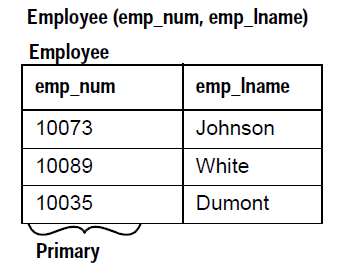 Employee (emp_num, emp_lname)
Employee
emp_num emp_lname
10073 Johnson
10089 White
10035 Dumont
Primary